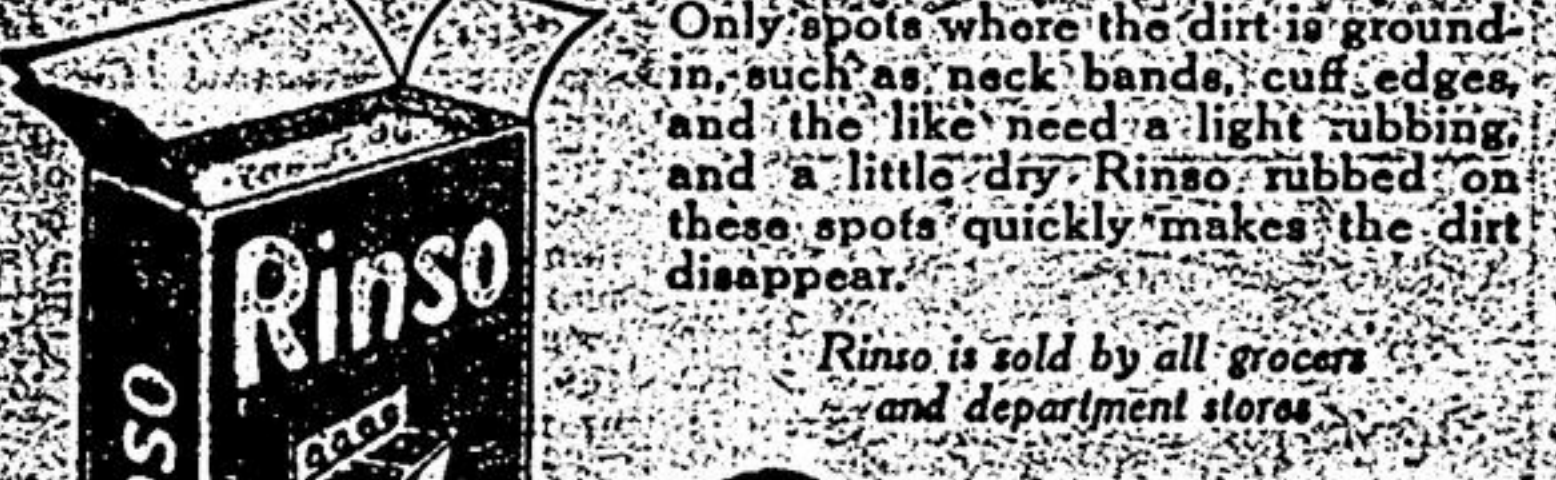 Only spots where the dirt is ground-
in, such as neck bands, cuff edges,
and the like need a light rubbing,
and a little dry Rinso rubbed on
these spots quickly makes the dirt
disappear.
Rinso is sold by all grocers
and department stores
Rinso